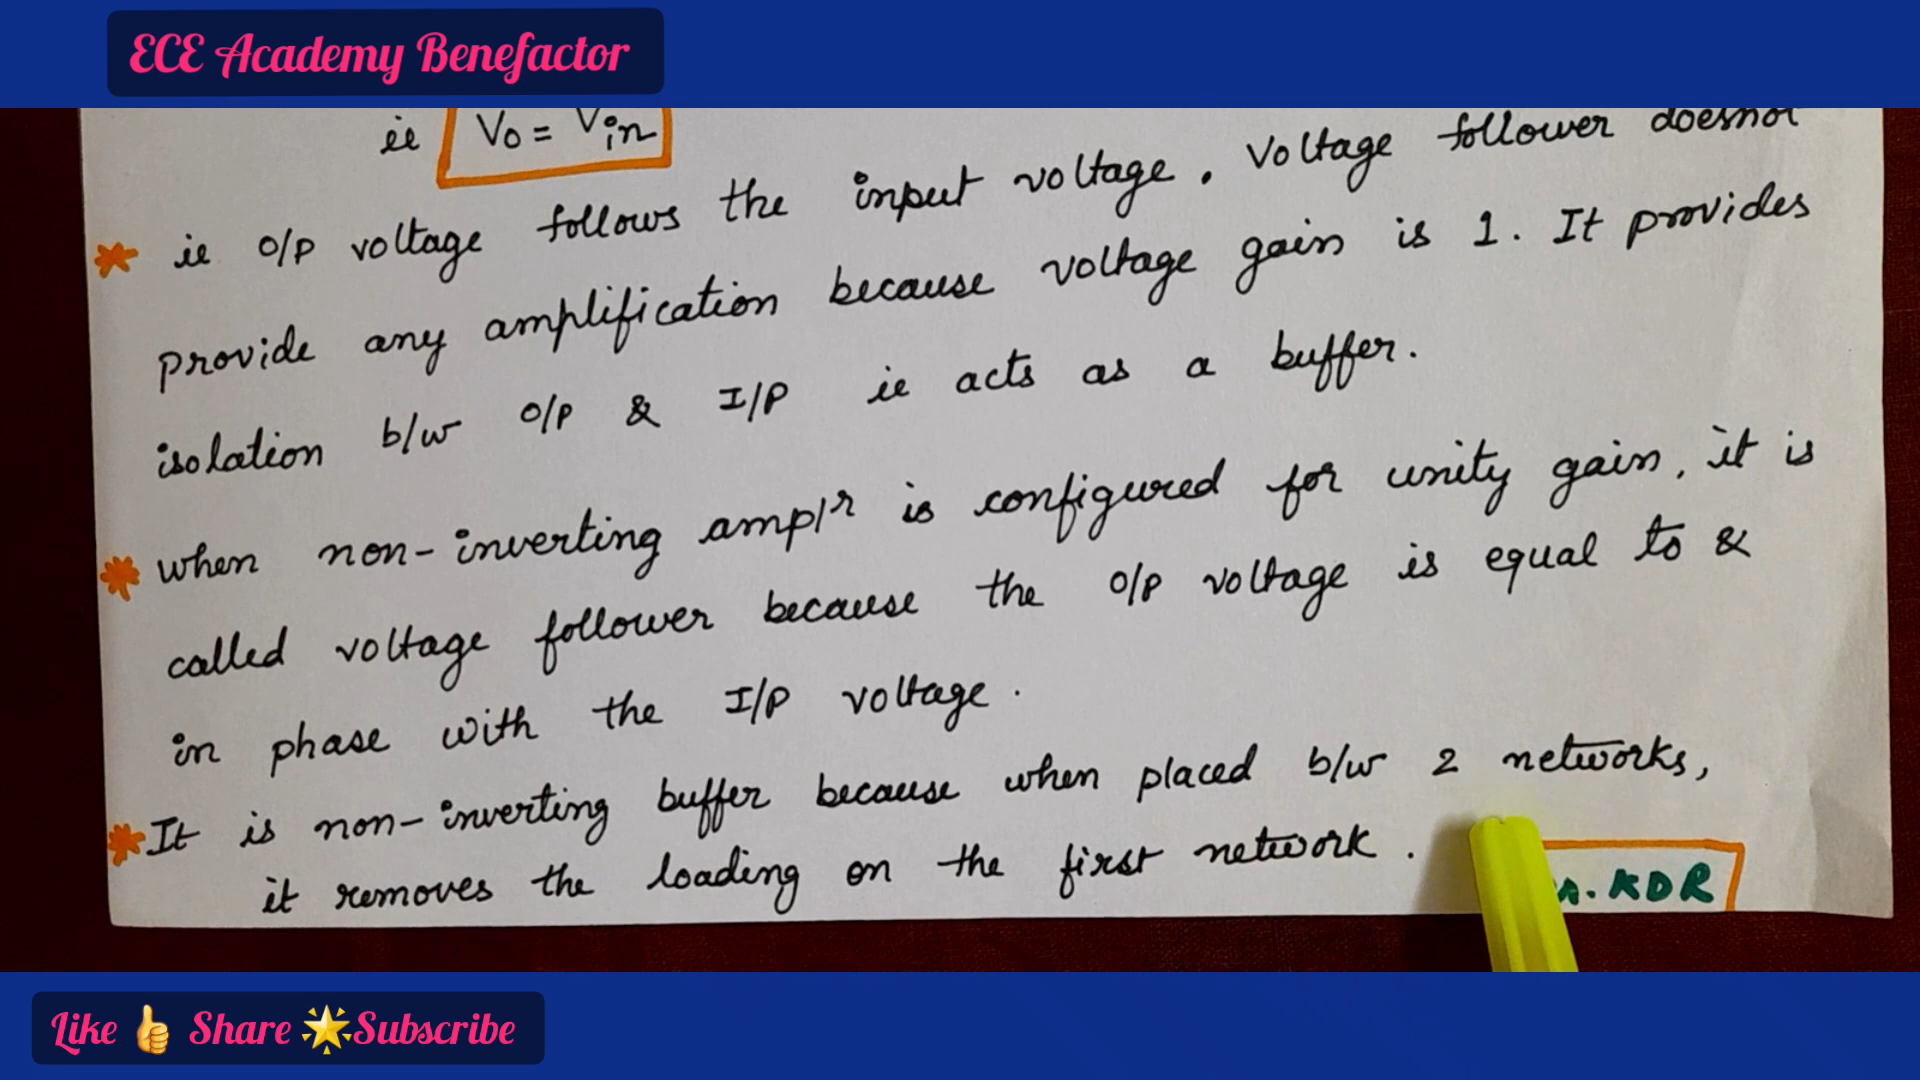 ECE Academy Benefactor
ie Vo = Vin
ie O/P voltage follows the input voltage. Voltage follower doesnot
provide any amplification because voltage gain is 1. It provides
isolation b/w O/P & I/P ie acts as a buffer.
when non-inverting ampl^r is configured for unity gain, it is
called voltage follower because the O/P voltage is equal to &
in phase with the I/P voltage.
It is non-inverting buffer because when placed b/w 2 networks,
it removes the loading on the first network.
KDR
Like 👍 Share 🌟Subscribe